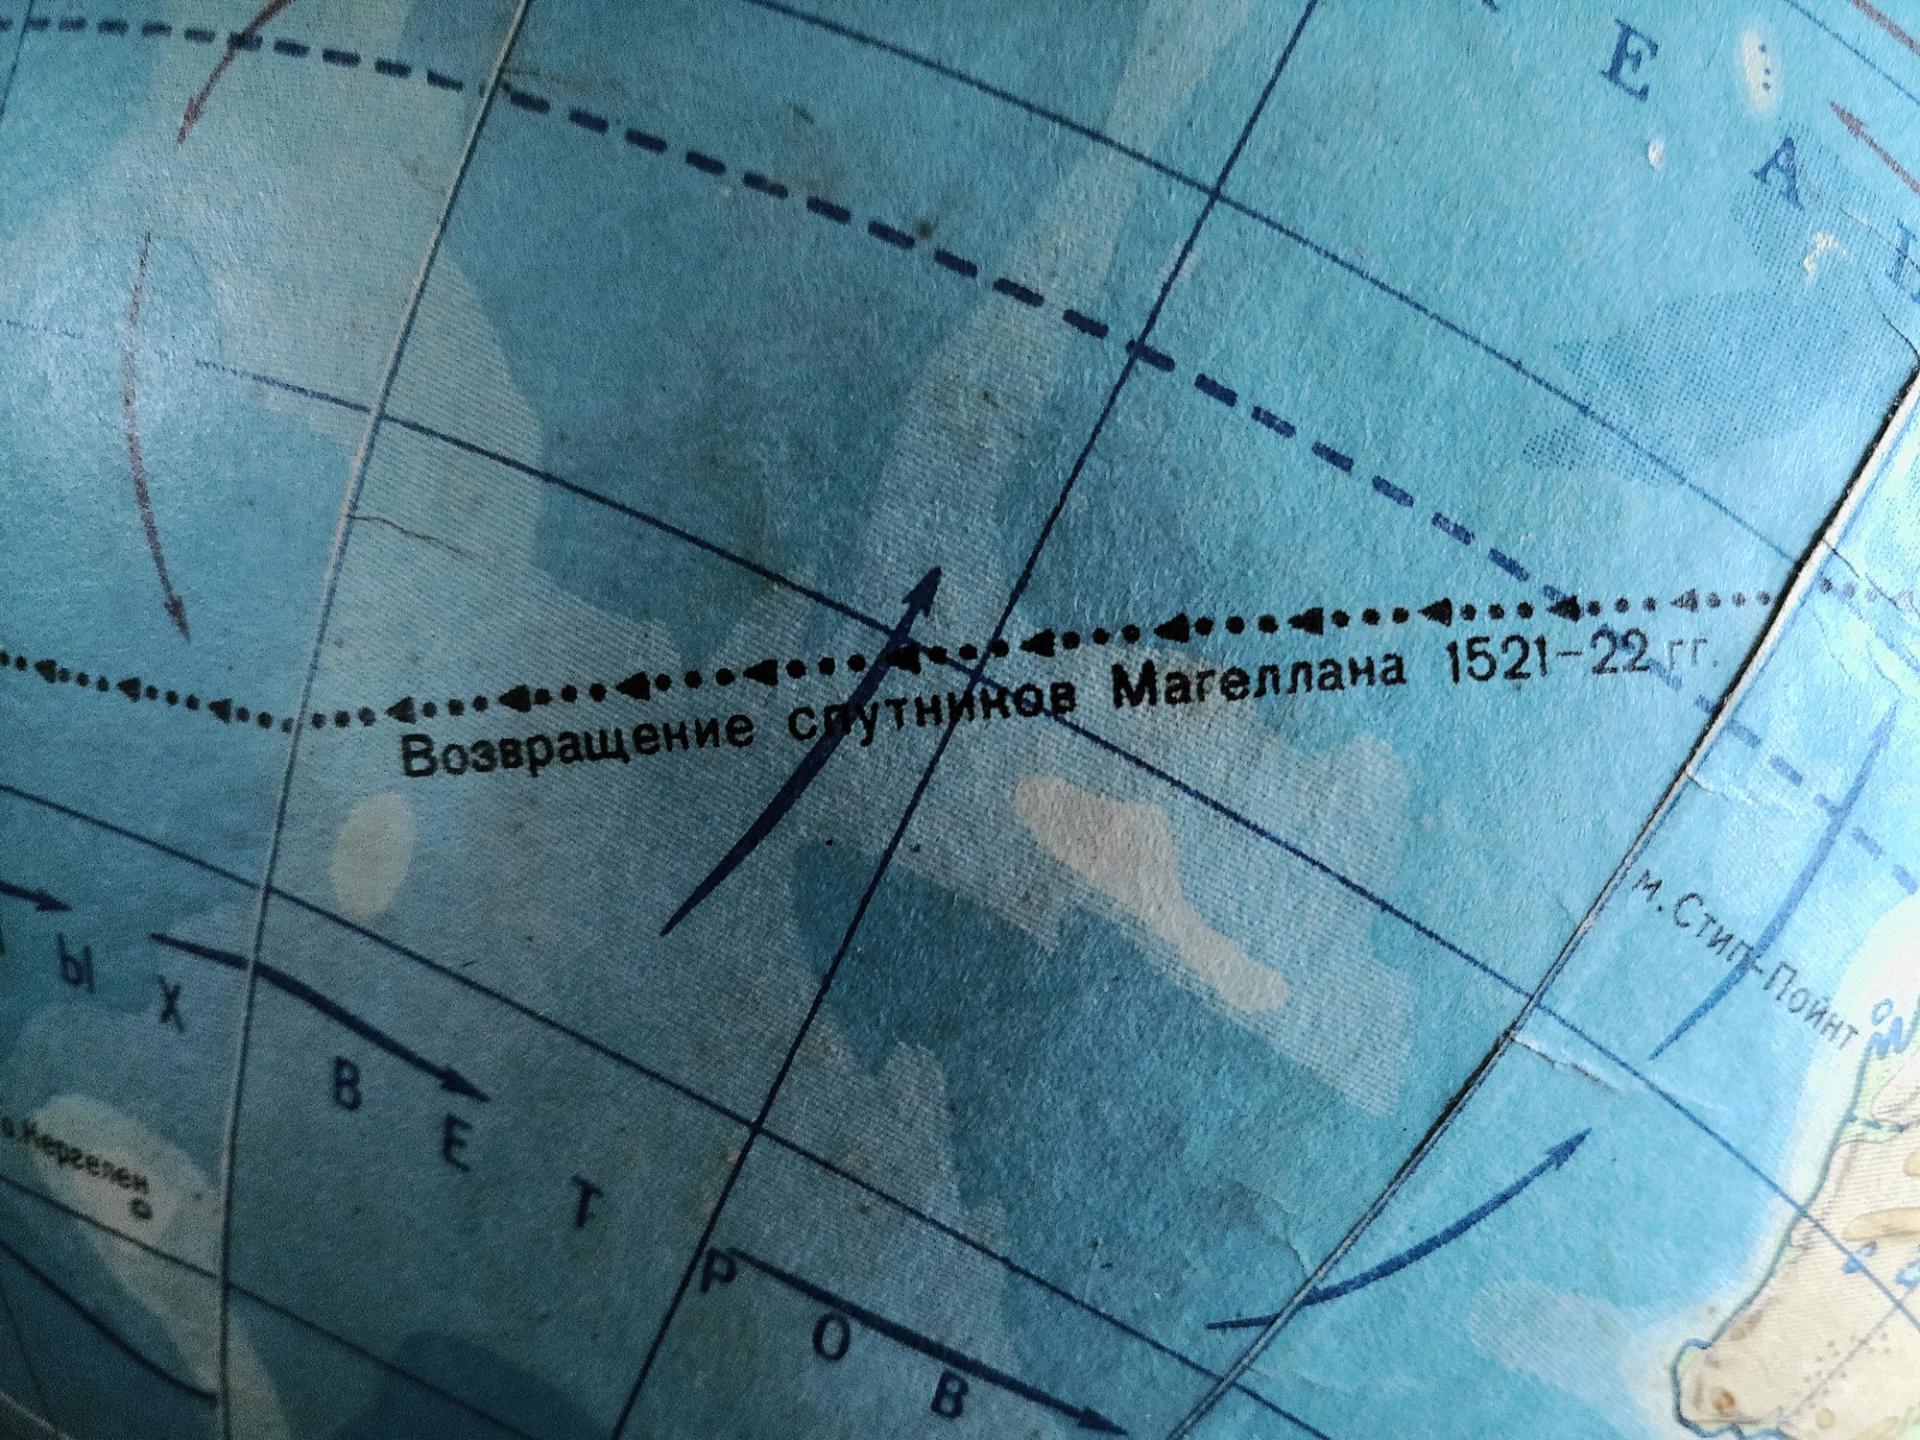 Е А Н
Возвращение спутников Магеллана 1521-22 гг.
м. Стип-Пойнт
Ы Х В Е Т Р О В
о. Кергелен